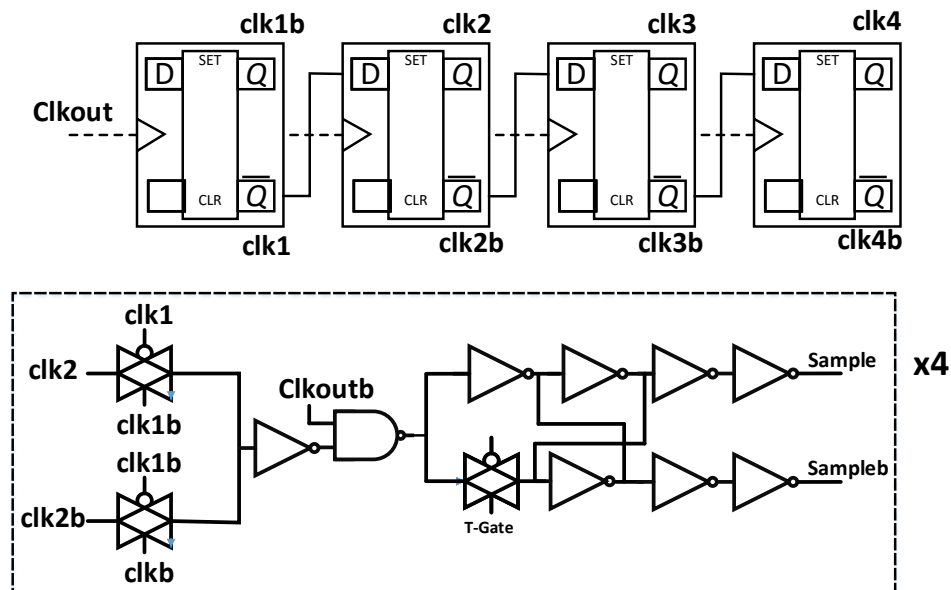 clk1b
clk2
clk3
clk4
D SET Q
D SET Q
D SET Q
D SET Q
Clkout
CLR Q
CLR Q
CLR Q
CLR Q
clk1
clk2b
clk3b
clk4b
clk1
clk2
clk1b
Clkoutb
Sample
x4
clk1b
clk2b
clkb
T-Gate
Sampleb